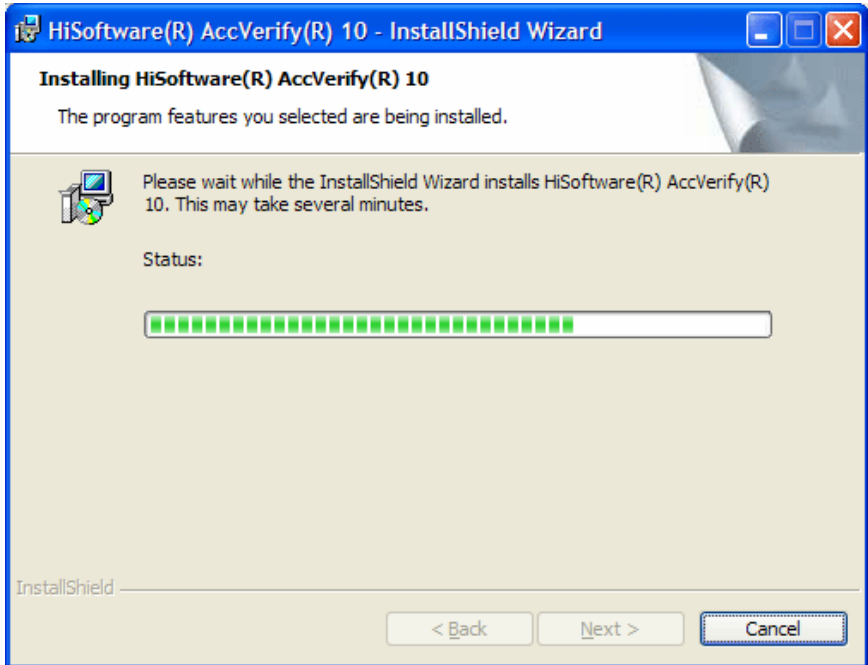 HiSoftware(R) AccVerify(R) 10 - InstallShield Wizard
Installing HiSoftware(R) AccVerify(R) 10
The program features you selected are being installed.
Please wait while the InstallShield Wizard installs HiSoftware(R) AccVerify(R)
10. This may take several minutes.
Status:
InstallShield
< Back Next > Cancel